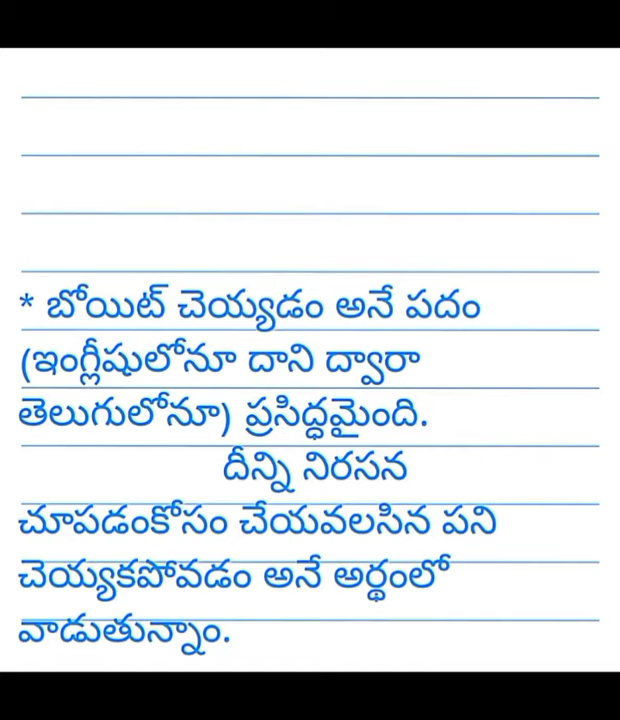 * బోయిట్ చెయ్యడం అనే పదం
(ఇంగ్లీషులోనూ దాని ద్వారా
తెలుగులోనూ) ప్రసిద్ధమైంది.
దీన్ని నిరసన
చూపడంకోసం చేయవలసిన పని
చెయ్యకపోవడం అనే అర్థంలో
వాడుతున్నాం.